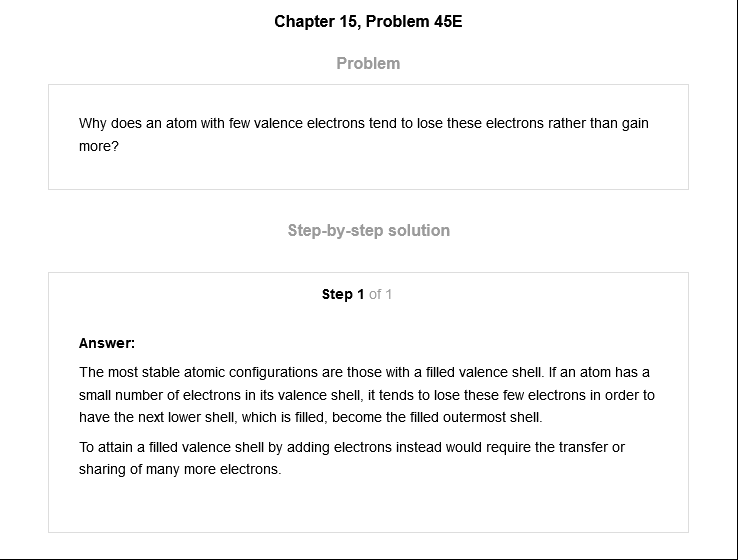 Chapter 15, Problem 45E
Problem
Why does an atom with few valence electrons tend to lose these electrons rather than gain
more?
Step-by-step solution
Step 1 of 1
Answer:
The most stable atomic configurations are those with a filled valence shell. If an atom has a
small number of electrons in its valence shell, it tends to lose these few electrons in order to
have the next lower shell, which is filled, become the filled outermost shell.
To attain a filled valence shell by adding electrons instead would require the transfer or
sharing of many more electrons.